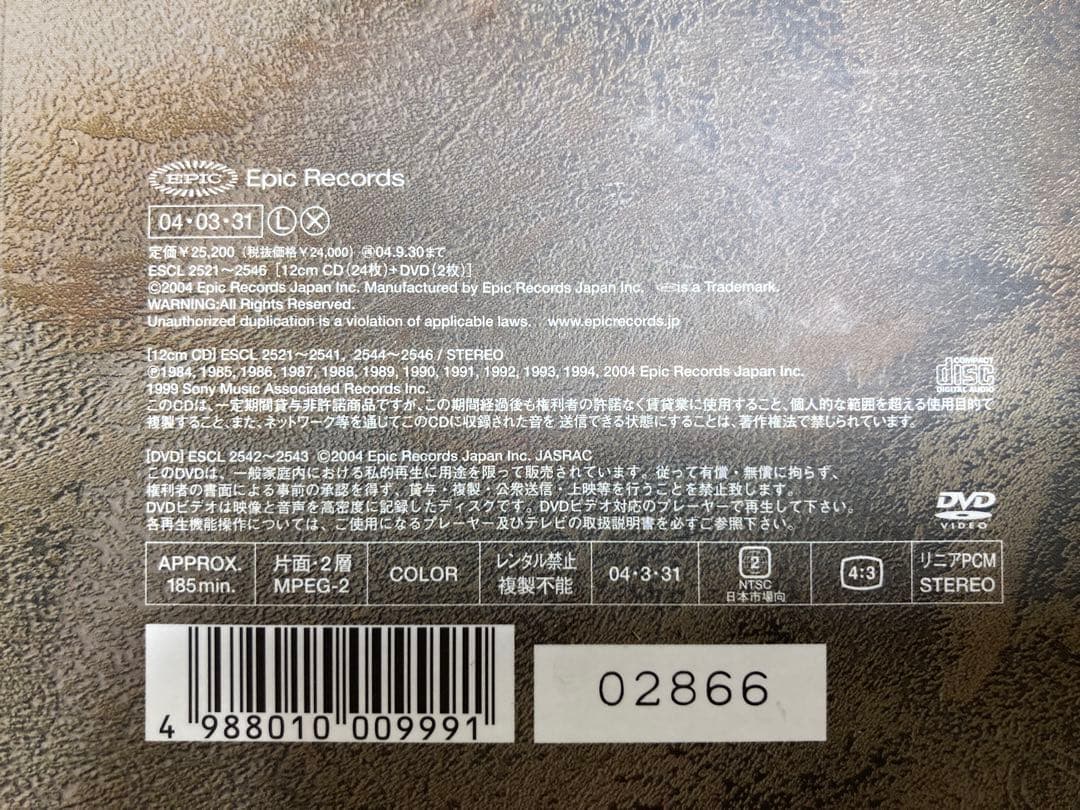 EPIC Epic Records
04・03・31 L X
定価￥25,200（税抜価格￥24,000）再04.9.30まで
ESCL 2521〜2546［12cm CD（24枚）+DVD（2枚）］
©2004 Epic Records Japan Inc. Manufactured by Epic Records Japan Inc. is a Trademark.
WARNING:All Rights Reserved.
Unauthorized duplication is a violation of applicable laws. www.epicrecords.jp
[12cm CD] ESCL 2521〜2541, 2544〜2546 / STEREO
℗1984, 1985, 1986, 1987, 1988, 1989, 1990, 1991, 1992, 1993, 1994, 2004 Epic Records Japan Inc.
1999 Sony Music Associated Records Inc.
COMPACT disc DIGITAL AUDIO
このCDは、一定期間貸与非許諾商品ですが、この期間経過後も権利者の許諾なく賃貸業に使用すること、個人的な範囲を超える使用目的で
複製すること、また、ネットワーク等を通じてこのCDに収録された音を 送信できる状態にすることは、著作権法で禁じられています。
[DVD] ESCL 2542〜2543 ©2004 Epic Records Japan Inc. JASRAC
このDVDは、一般家庭内における私的再生に用途を限って販売されています。従って有償・無償に拘らず、
権利者の書面による事前の承認を得ず、貸与・複製・公衆送信・上映等を行うことを禁止致します。
DVDビデオは映像と音声を高密度に記録したディスクです。DVDビデオ対応のプレーヤーで再生して下さい。
各再生機能操作については、ご使用になるプレーヤー及びテレビの取扱説明書を必ずご参照下さい。
DVD VIDEO
APPROX. 185min.
片面・2層 MPEG-2
COLOR
レンタル禁止 複製不能
04・3・31
2 NTSC 日本市場向
4:3
リニアPCM STEREO
4 988010 009991
02866